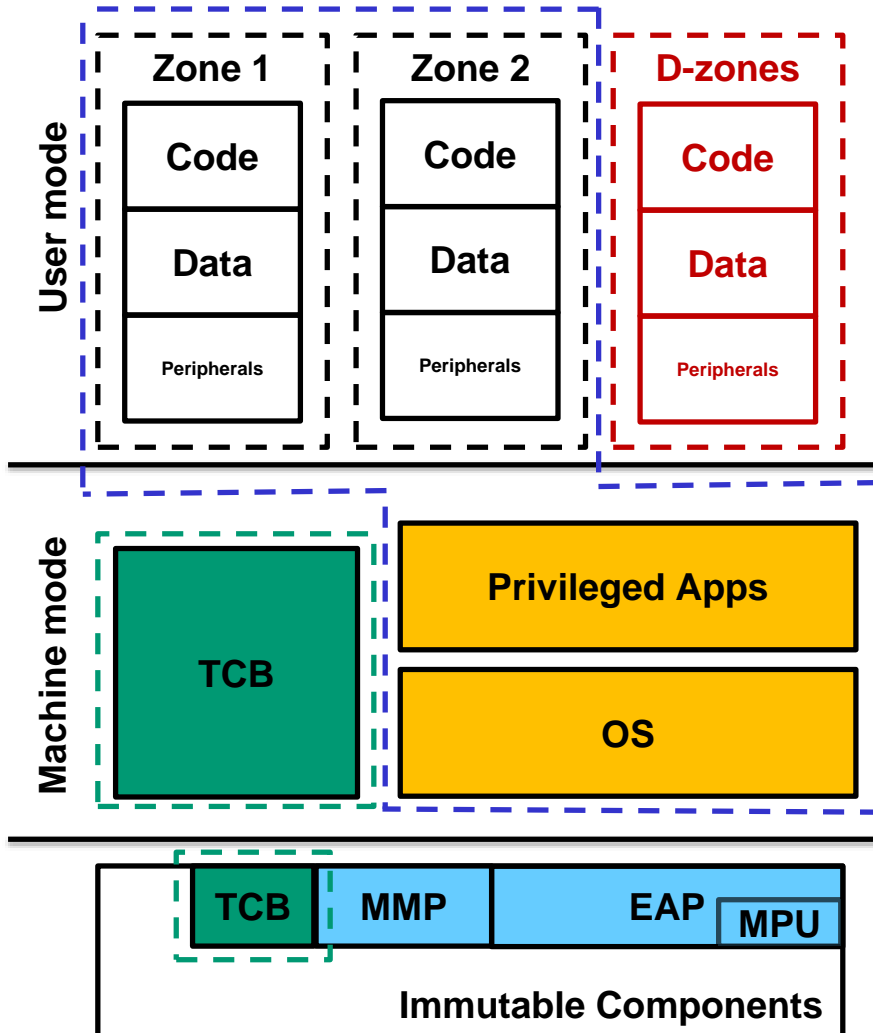 User mode
Zone 1
Code
Data
Peripherals
Zone 2
Code
Data
Peripherals
D-zones
Code
Data
Peripherals
Machine mode
TCB
Privileged Apps
OS
TCB
MMP
EAP
MPU
Immutable Components